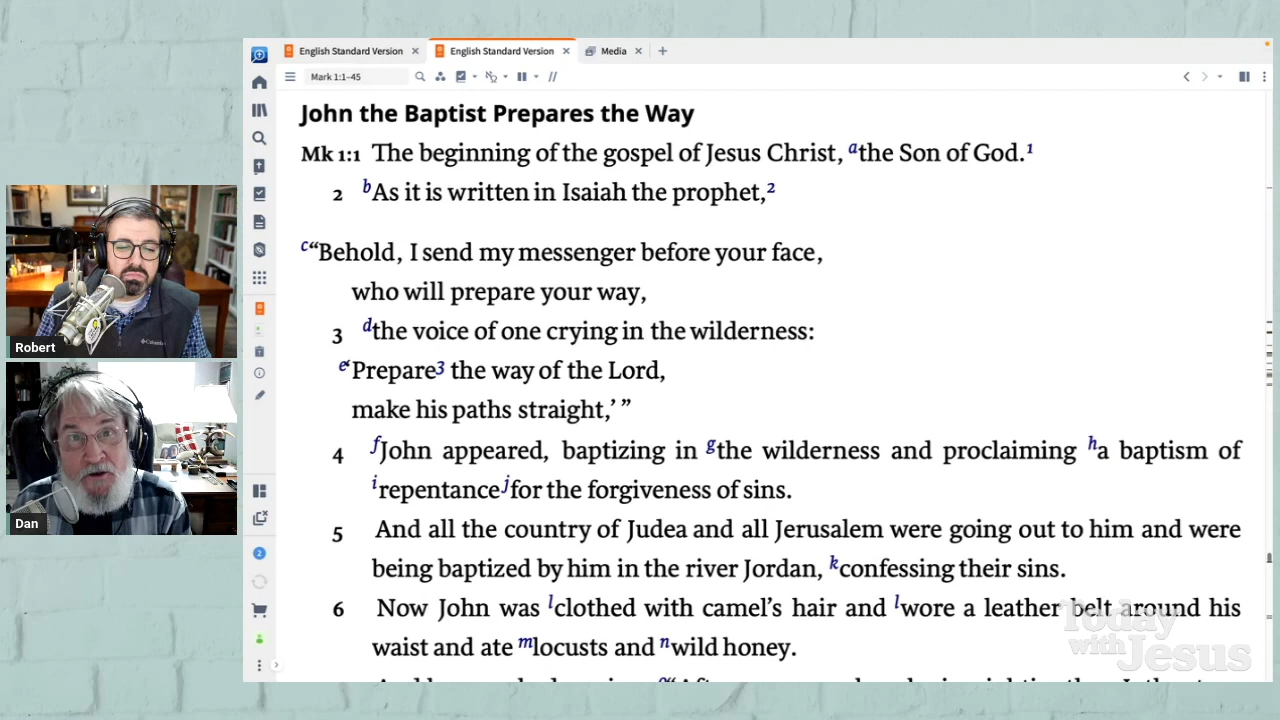 English Standard Version
English Standard Version
Media
Mark 1:1–45
John the Baptist Prepares the Way
Mk 1:1 The beginning of the gospel of Jesus Christ, a the Son of God.1
2 b As it is written in Isaiah the prophet,2
c “Behold, I send my messenger before your face,
who will prepare your way,
3 d the voice of one crying in the wilderness:
e ‘Prepare3 the way of the Lord,
make his paths straight,’ ”
4 f John appeared, baptizing in g the wilderness and proclaiming h a baptism of
i repentance j for the forgiveness of sins.
5 And all the country of Judea and all Jerusalem were going out to him and were
being baptized by him in the river Jordan, k confessing their sins.
6 Now John was l clothed with camel’s hair and l wore a leather belt around his
waist and ate m locusts and n wild honey.
Robert
Columbia
Dan
2
Today
with
Jesus